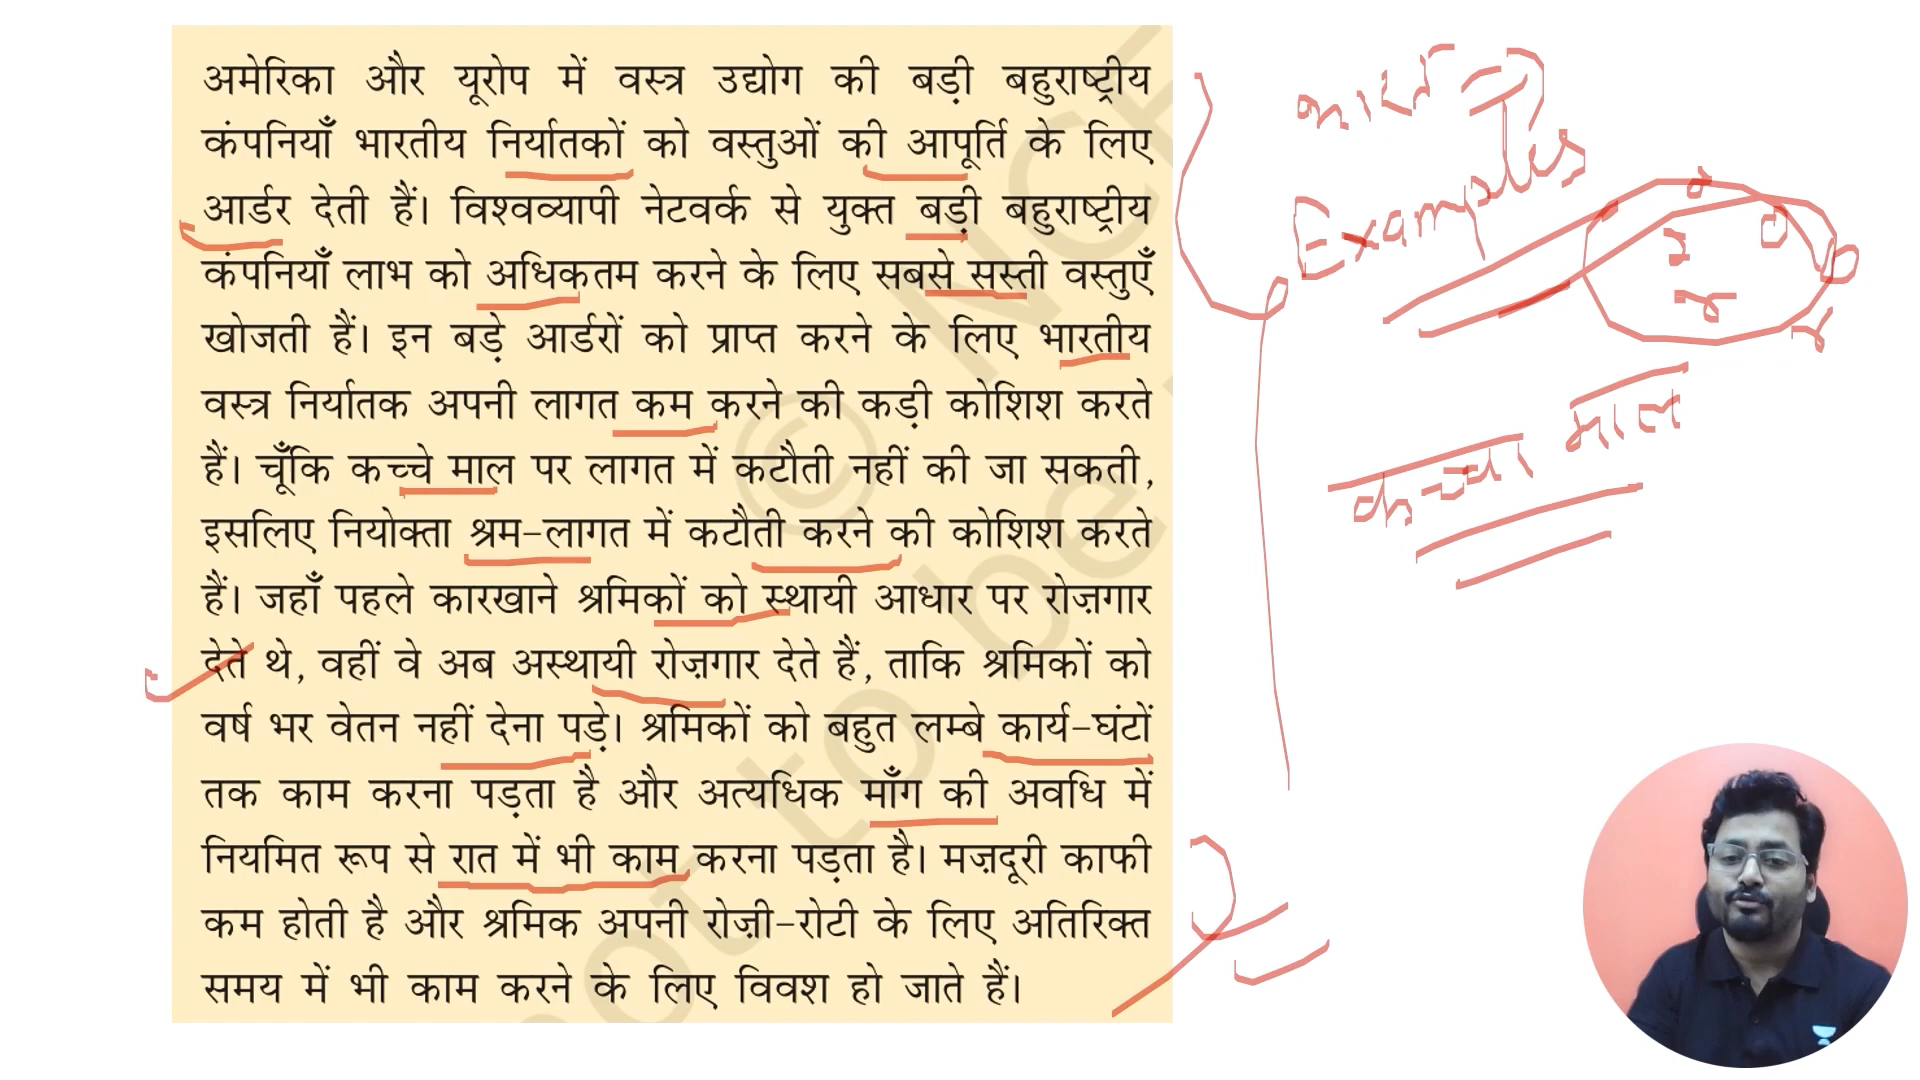 अमेरिका और यूरोप में वस्त्र उद्योग की बड़ी बहुराष्ट्रीय
कंपनियाँ भारतीय निर्यातकों को वस्तुओं की आपूर्ति के लिए
आर्डर देती हैं। विश्वव्यापी नेटवर्क से युक्त बड़ी बहुराष्ट्रीय
कंपनियाँ लाभ को अधिकतम करने के लिए सबसे सस्ती वस्तुएँ
खोजती हैं। इन बड़े आर्डरों को प्राप्त करने के लिए भारतीय
वस्त्र निर्यातक अपनी लागत कम करने की कड़ी कोशिश करते
हैं। चूँकि कच्चे माल पर लागत में कटौती नहीं की जा सकती,
इसलिए नियोक्ता श्रम-लागत में कटौती करने की कोशिश करते
हैं। जहाँ पहले कारखाने श्रमिकों को स्थायी आधार पर रोज़गार
देते थे, वहीं वे अब अस्थायी रोज़गार देते हैं, ताकि श्रमिकों को
वर्ष भर वेतन नहीं देना पड़े। श्रमिकों को बहुत लम्बे कार्य-घंटों
तक काम करना पड़ता है और अत्यधिक माँग की अवधि में
नियमित रूप से रात में भी काम करना पड़ता है। मज़दूरी काफी
कम होती है और श्रमिक अपनी रोज़ी-रोटी के लिए अतिरिक्त
समय में भी काम करने के लिए विवश हो जाते हैं।
Examples
कच्चा माल